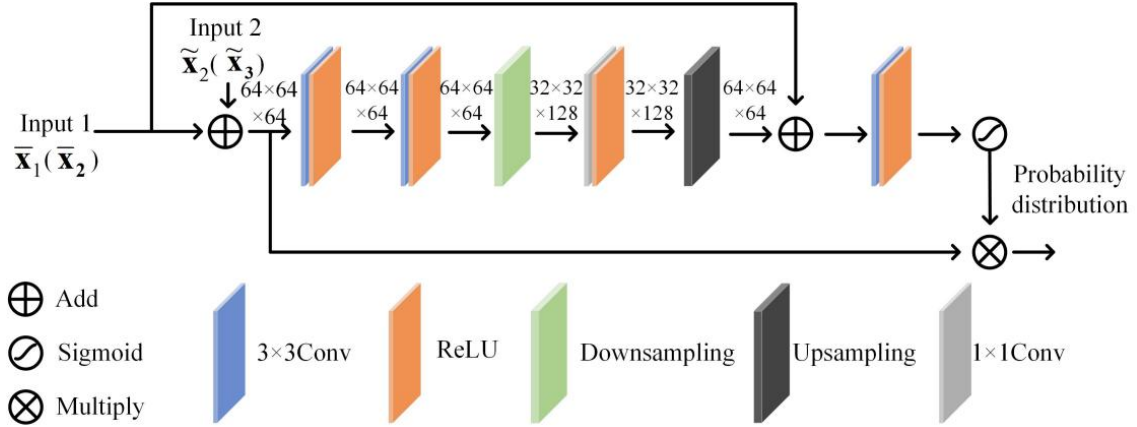 Input 2
x̃₂( x̃₃)
64×64
×64
64×64
×64
64×64
×64
32×32
×128
32×32
×128
64×64
×64
Input 1
x̄₁(x̄₂)
Probability
distribution
Add
Sigmoid
Multiply
3×3Conv
ReLU
Downsampling
Upsampling
1×1Conv